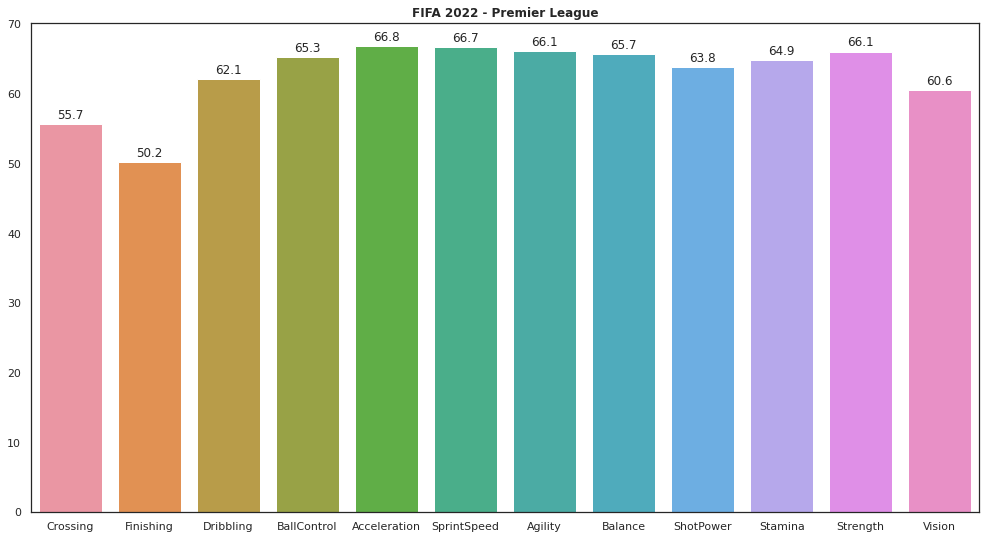 FIFA 2022 - Premier League
70
60
50
40
30
20
10
0
55.7
50.2
62.1
65.3
66.8
66.7
66.1
65.7
63.8
64.9
66.1
60.6
Crossing
Finishing
Dribbling
BallControl
Acceleration
SprintSpeed
Agility
Balance
ShotPower
Stamina
Strength
Vision